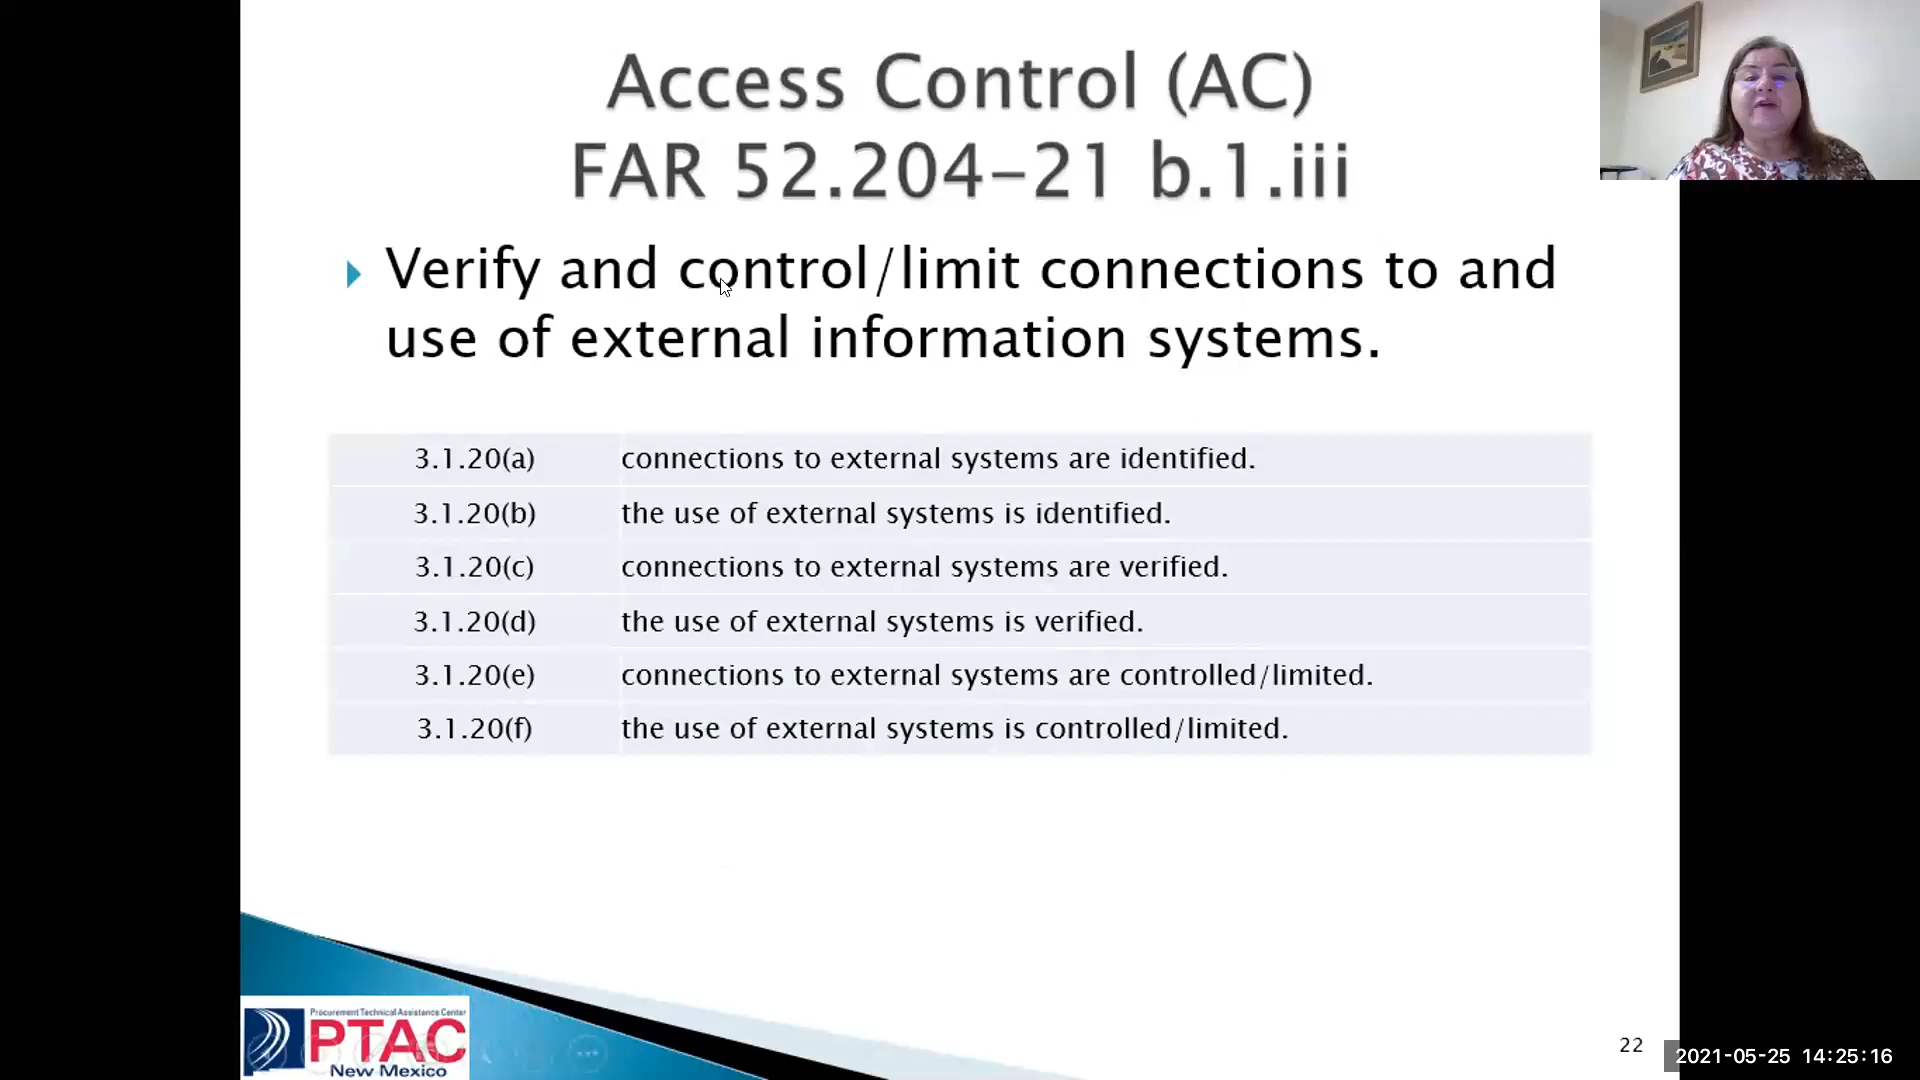 Access Control (AC)
FAR 52.204-21 b.1.iii
Verify and control/limit connections to and
use of external information systems.
3.1.20(a) connections to external systems are identified.
3.1.20(b) the use of external systems is identified.
3.1.20(c) connections to external systems are verified.
3.1.20(d) the use of external systems is verified.
3.1.20(e) connections to external systems are controlled/limited.
3.1.20(f) the use of external systems is controlled/limited.
Procurement Technical Assistance Center
PTAC
New Mexico
22
2021-05-25 14:25:16